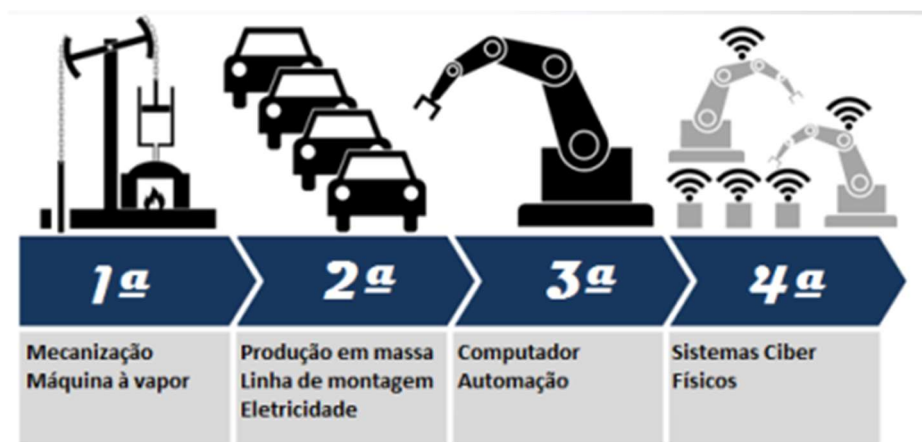 1ª
2ª
3ª
4ª
Mecanização
Máquina à vapor
Produção em massa
Linha de montagem
Eletricidade
Computador
Automação
Sistemas Ciber
Físicos